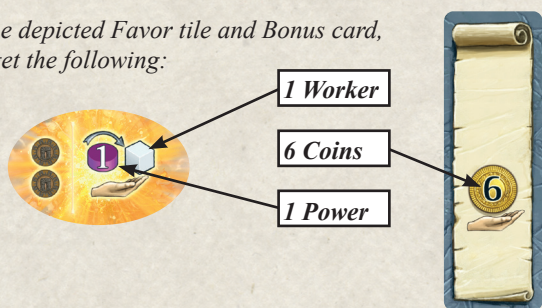 e depicted Favor tile and Bonus card,
et the following:
1 Worker
6 Coins
1 Power
1
6